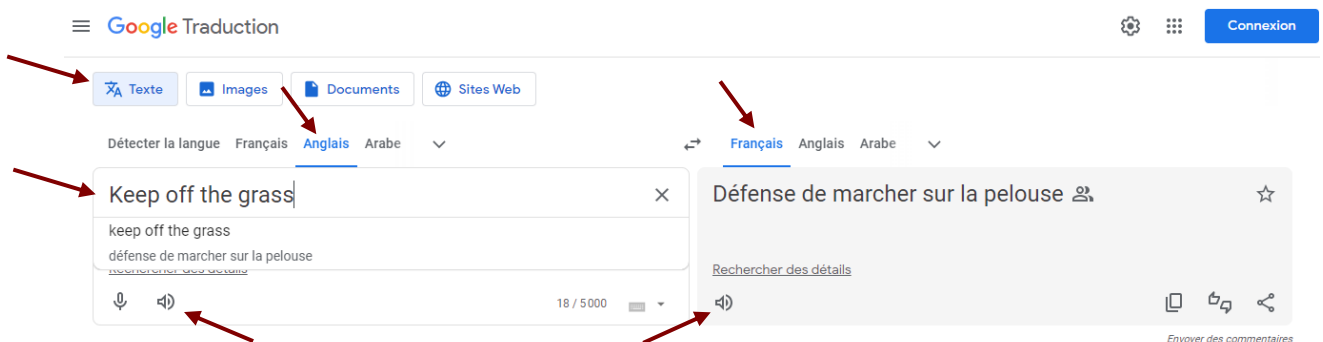 Google Traduction
Connexion
Texte Images Documents Sites Web
Détecter la langue Français Anglais Arabe
Français Anglais Arabe
Keep off the grass
keep off the grass
défense de marcher sur la pelouse
Rechercher des détails
18 / 5000
Défense de marcher sur la pelouse
Rechercher des détails
Envoyer des commentaires